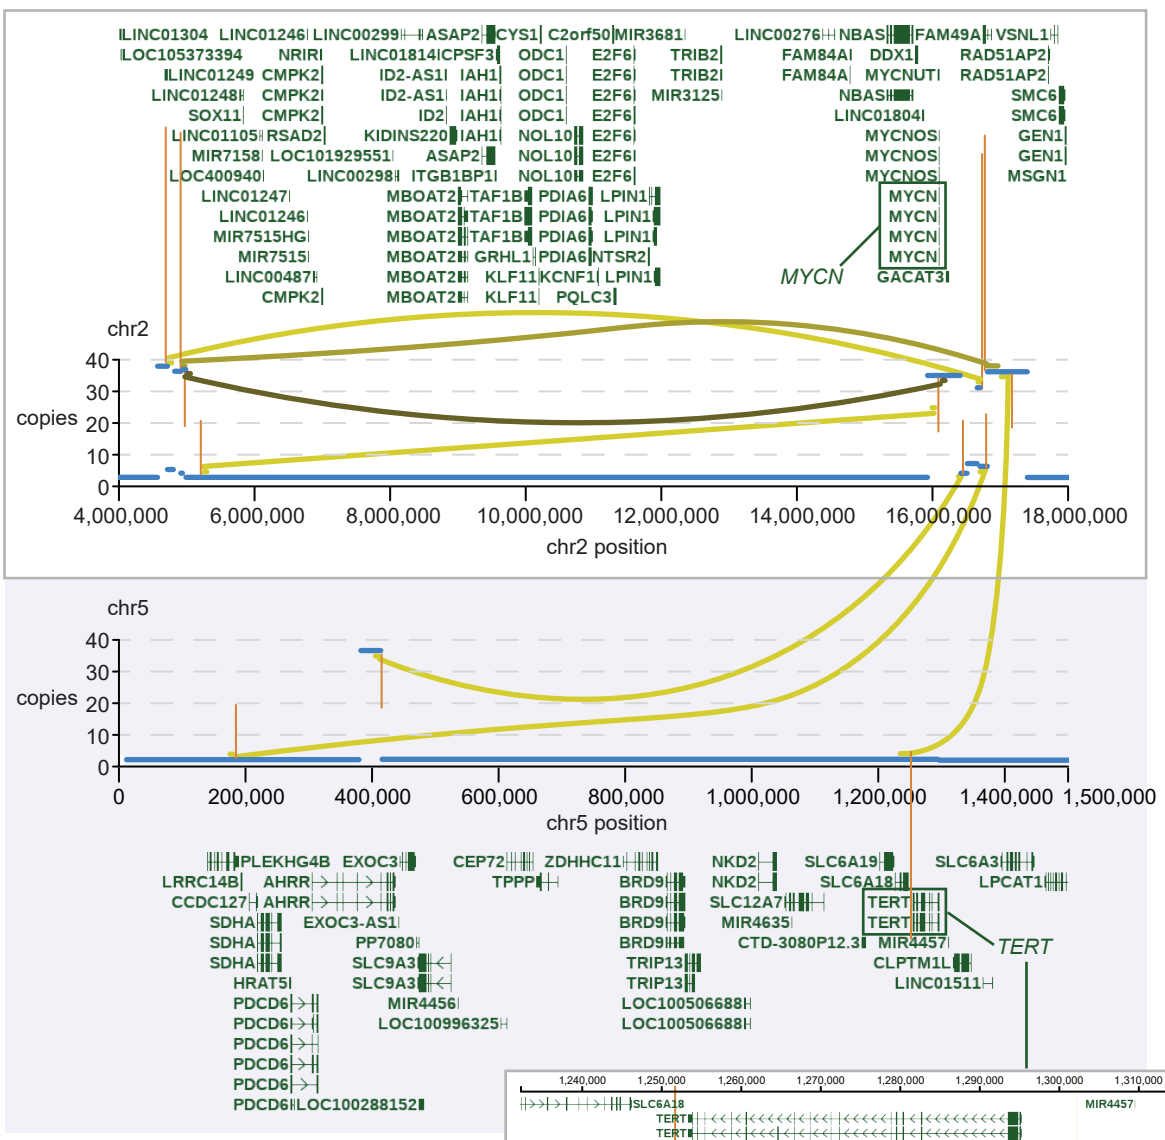 LINC01304 LINC01246 LINC00299 ASAP2 CYS1 C2orf50 MIR3681 LINC00276 NBAS FAM49A VSNL1
LOC105373394 NRIR LINC01814 CPSF3 ODC1 E2F6 TRIB2 FAM84A DDX1 RAD51AP2
LINC01249 CMPK2 ID2-AS1 IAH1 ODC1 E2F6 TRIB2 FAM84A MYCNUT RAD51AP2
LINC01248 CMPK2 ID2-AS1 IAH1 ODC1 E2F6 MIR3125 NBAS SMC6
SOX11 CMPK2 ID2 IAH1 ODC1 E2F6 LINC01804 SMC6
LINC01105 RSAD2 KIDINS220 IAH1 NOL10 E2F6 MYCNOS GEN1
MIR7158 LOC101929551 ASAP2 NOL10 E2F6 MYCNOS GEN1
LOC400940 LINC00298 ITGB1BP1 NOL10 E2F6 MYCNOS MSGN1
LINC01247 MBOAT2 TAF1B PDIA6 LPIN1 MYCN
LINC01246 MBOAT2 TAF1B PDIA6 LPIN1 MYCN
MIR7515HG MBOAT2 TAF1B PDIA6 LPIN1 MYCN
MIR7515 MBOAT2 GRHL1 PDIA6 NTSR2 MYCN
LINC00487 MBOAT2 KLF11 KCNF1 LPIN1 MYCN GACAT3
CMPK2 MBOAT2 KLF11 PQLC3
chr2
40
30
copies
20
10
0
4,000,000 6,000,000 8,000,000 10,000,000 12,000,000 14,000,000 16,000,000 18,000,000
chr2 position
chr5
40
30
copies
20
10
0
0 200,000 400,000 600,000 800,000 1,000,000 1,200,000 1,400,000 1,500,000
chr5 position
PLEKHG4B EXOC3 CEP72 ZDHHC11 NKD2 SLC6A19 SLC6A3
LRRC14B AHRR TPPP BRD9 NKD2 SLC6A18 LPCAT1
CCDC127 AHRR BRD9 SLC12A7 TERT
SDHA EXOC3-AS1 BRD9 MIR4635 TERT
SDHA PP7080 BRD9 CTD-3080P12.3 MIR4457 TERT
SDHA SLC9A3 TRIP13 CLPTM1L
HRAT5 SLC9A3 TRIP13 LINC01511
PDCD6 MIR4456 LOC100506688
PDCD6 LOC100996325 LOC100506688
PDCD6
PDCD6
PDCD6
PDCD6 LOC100288152
1,240,000 1,250,000 1,260,000 1,270,000 1,280,000 1,290,000 1,300,000 1,310,000
SLC6A18 MIR4457
TERT
TERT